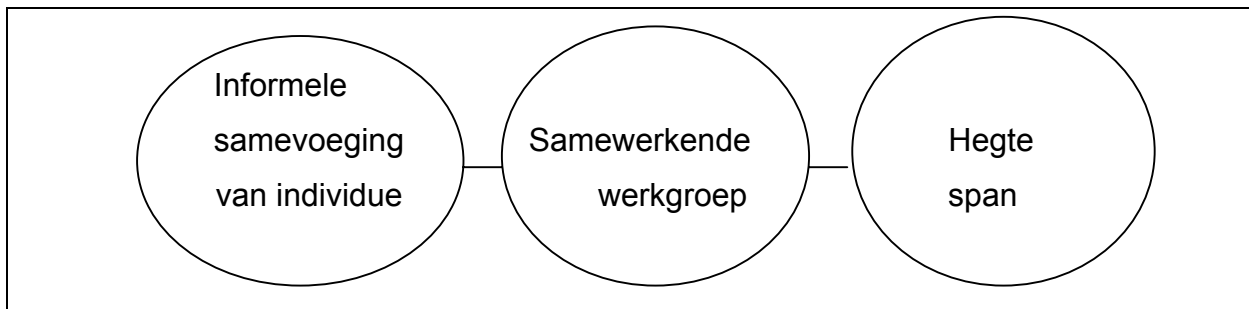 Informele
samevoeging
van individue
Samewerkende
werkgroep
Hegte
span